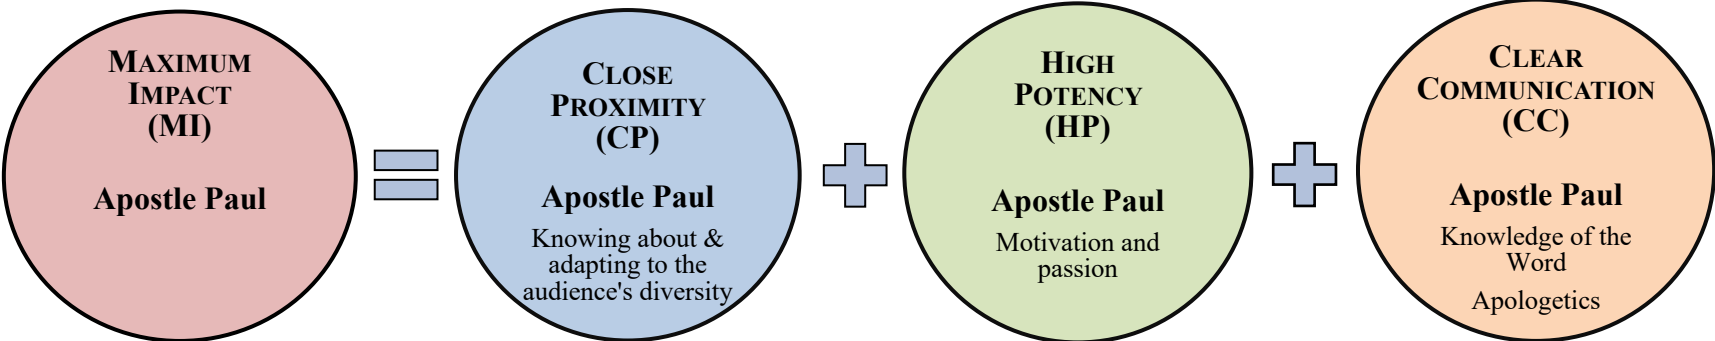 MAXIMUM
IMPACT
(MI)
Apostle Paul
CLOSE
PROXIMITY
(CP)
Apostle Paul
Knowing about &
adapting to the
audience's diversity
HIGH
POTENCY
(HP)
Apostle Paul
Motivation and
passion
CLEAR
COMMUNICATION
(CC)
Apostle Paul
Knowledge of the
Word
Apologetics